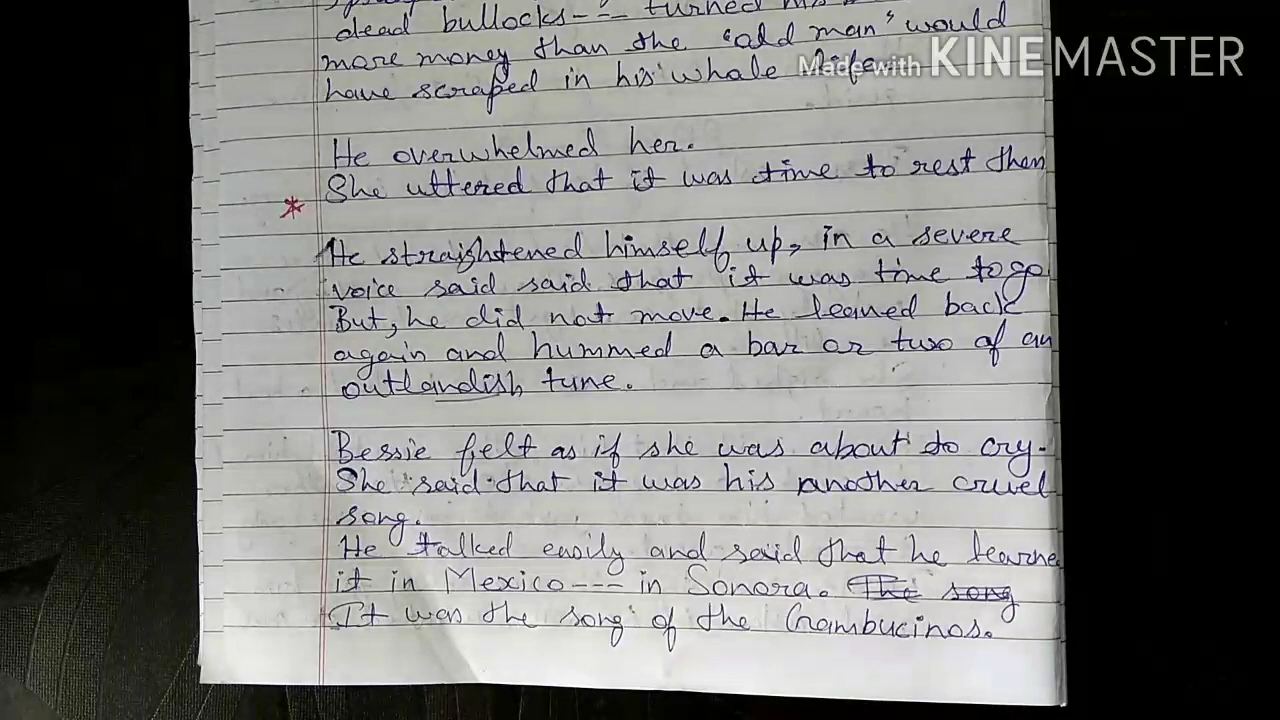 dead bullocks--- turned his
more money than the "old man" would
have scraped in his whole life
Made with KINEMASTER
He overwhelmed her.
She uttered that it was time to rest then
*
He straightened himself up, in a severe
voice said said that it was time to go.
But, he did not move. He leaned back
again and hummed a bar or two of an
outlandish tune.
Bessie felt as if she was about to cry.
She said that it was his another cruel
song.
He talked easily and said that he learne
it in Mexico--- in Sonora. The song
It was the song of the Gambucinos.